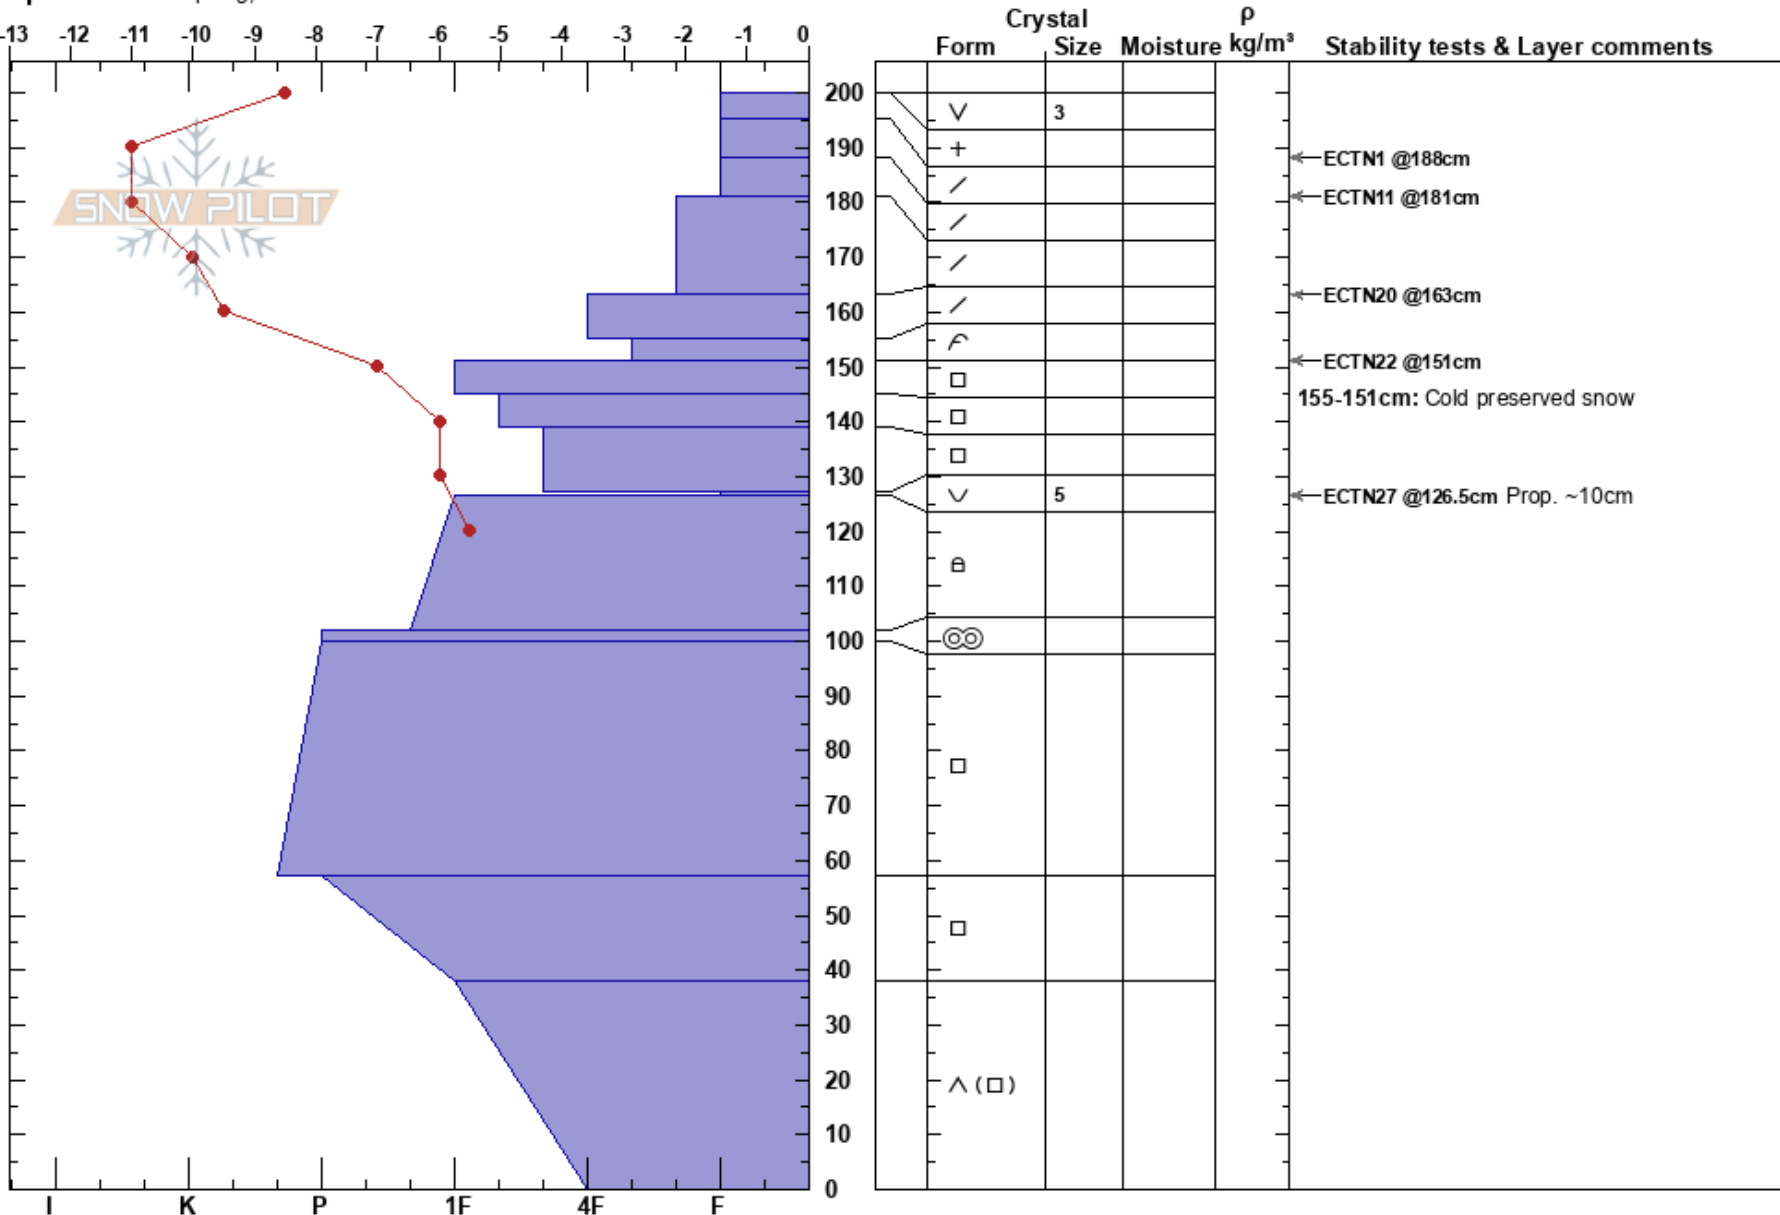 Crystal ρ
-13 -12 -11 -10 -9 -8 -7 -6 -5 -4 -3 -2 -1 0 Form Size Moisture kg/m³ Stability tests & Layer comments
200 3
190 + ECTN1 @188cm
180 ECTN11 @181cm
SNOW PILOT
170
160 ECTN20 @163cm
150 ECTN22 @151cm
155-151cm: Cold preserved snow
140
130 5 ECTN27 @126.5cm Prop. ~10cm
120
110
100
90
80
70
60
50
40
30
20 ( )
10
0
I K P 1F 4F F